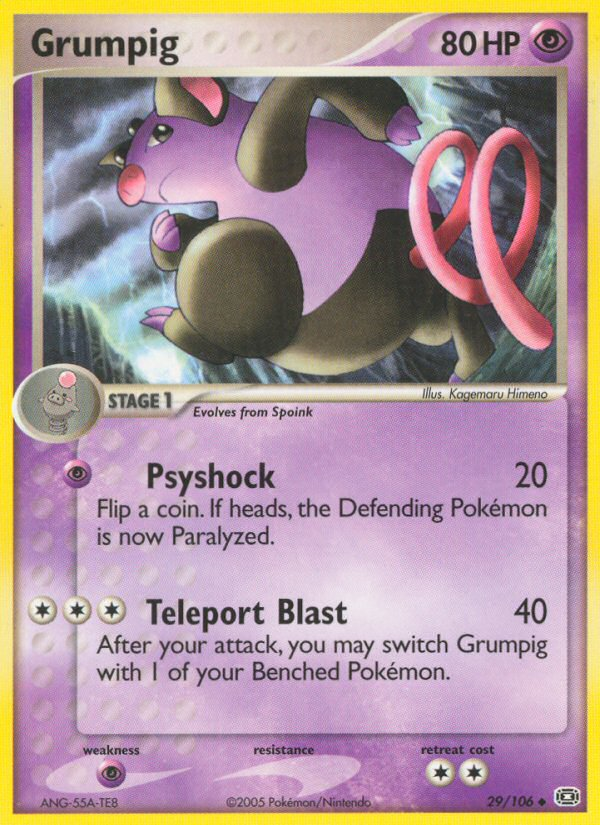 Grumpig
80 HP
Illus. Kagemaru Himeno
STAGE 1
Evolves from Spoink
Psyshock 20
Flip a coin. If heads, the Defending Pokémon
is now Paralyzed.
Teleport Blast 40
After your attack, you may switch Grumpig
with 1 of your Benched Pokémon.
weakness resistance retreat cost
ANG-55A-TE8 ©2005 Pokémon/Nintendo 29/106